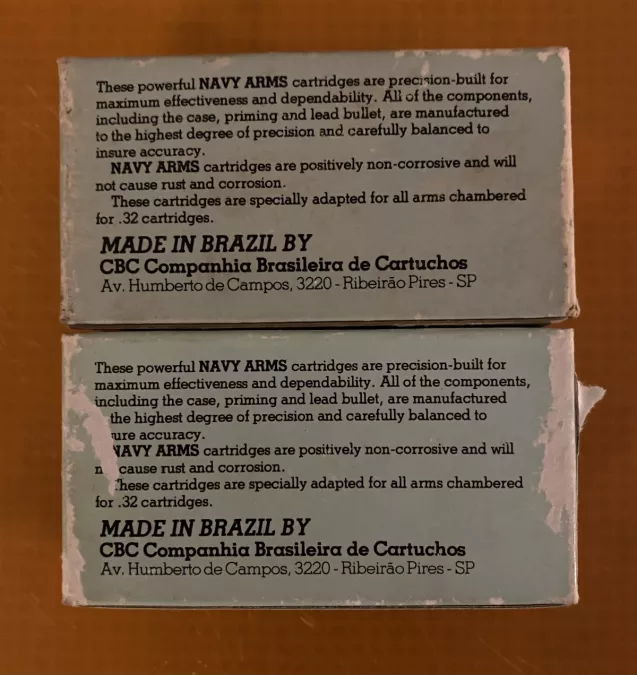 These powerful NAVY ARMS cartridges are precision-built for
maximum effectiveness and dependability. All of the components,
including the case, priming and lead bullet, are manufactured
to the highest degree of precision and carefully balanced to
insure accuracy.
NAVY ARMS cartridges are positively non-corrosive and will
not cause rust and corrosion.
These cartridges are specially adapted for all arms chambered
for .32 cartridges.
MADE IN BRAZIL BY
CBC Companhia Brasileira de Cartuchos
Av. Humberto de Campos, 3220 - Ribeirão Pires - SP
These powerful NAVY ARMS cartridges are precision-built for
maximum effectiveness and dependability. All of the components,
including the case, priming and lead bullet, are manufactured
the highest degree of precision and carefully balanced to
sure accuracy.
NAVY ARMS cartridges are positively non-corrosive and will
cause rust and corrosion.
These cartridges are specially adapted for all arms chambered
for .32 cartridges.
MADE IN BRAZIL BY
CBC Companhia Brasileira de Cartuchos
Av. Humberto de Campos, 3220 - Ribeirão Pires - SP